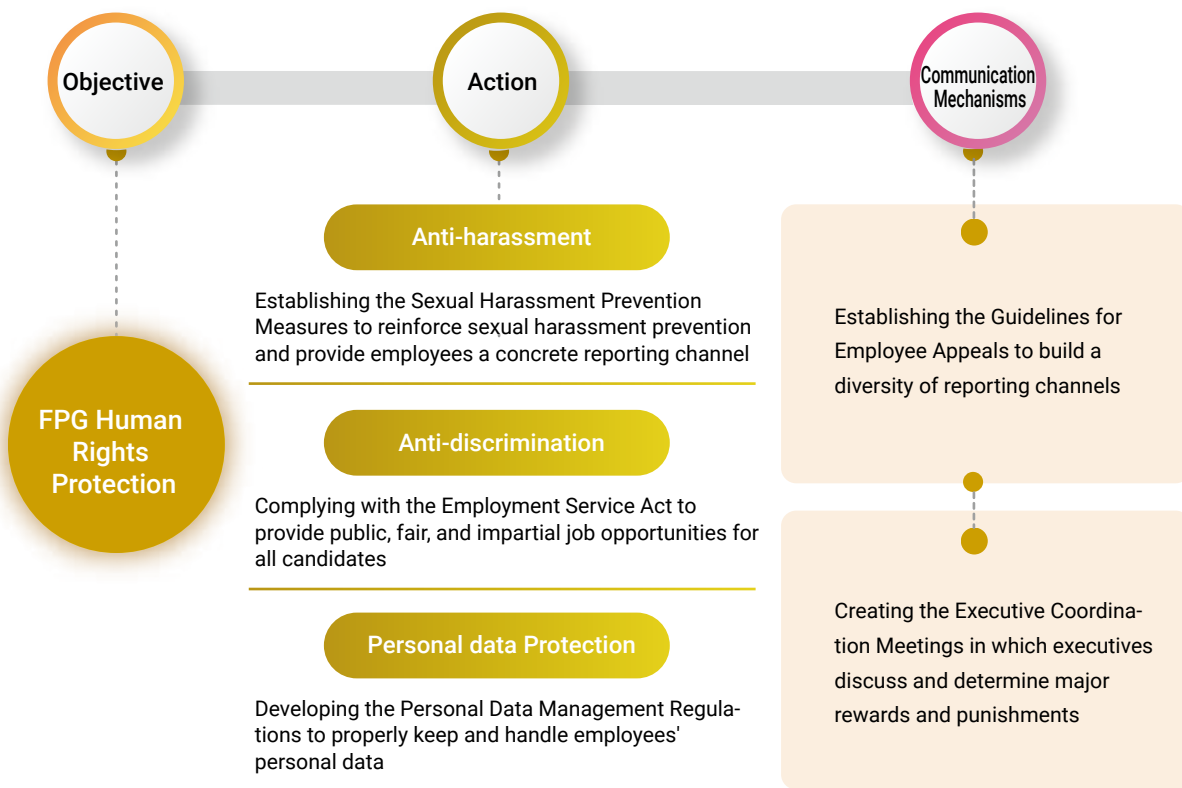 Objective
Action
Communication
Mechanisms
FPG Human
Rights
Protection
Anti-harassment
Establishing the Sexual Harassment Prevention
Measures to reinforce sexual harassment prevention
and provide employees a concrete reporting channel
Anti-discrimination
Complying with the Employment Service Act to
provide public, fair, and impartial job opportunities for
all candidates
Personal data Protection
Developing the Personal Data Management Regula-
tions to properly keep and handle employees'
personal data
Establishing the Guidelines for
Employee Appeals to build a
diversity of reporting channels
Creating the Executive Coordina-
tion Meetings in which executives
discuss and determine major
rewards and punishments